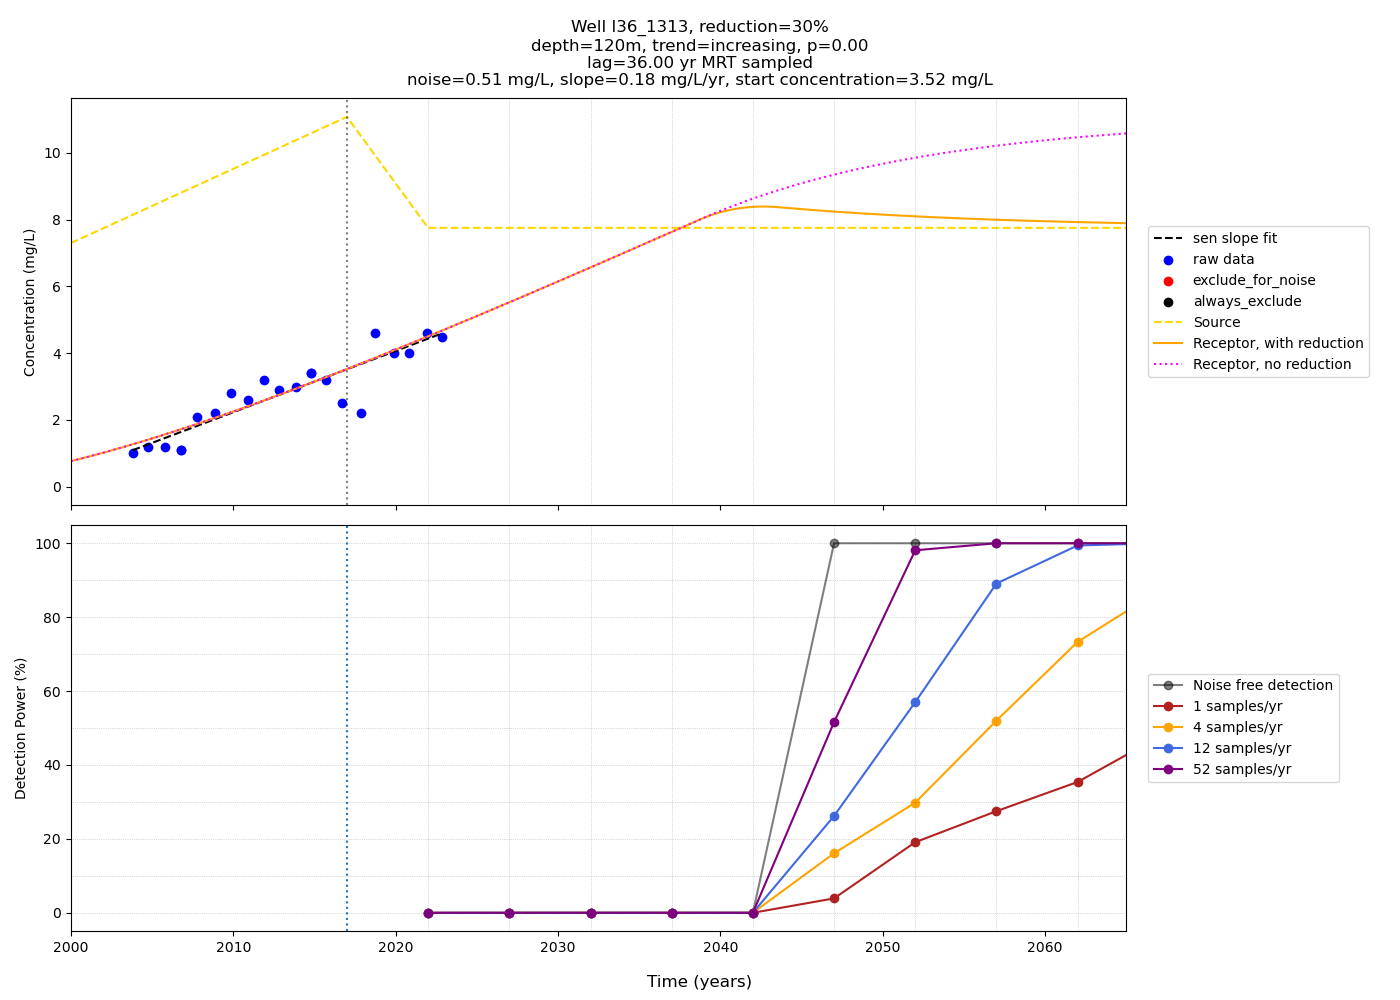 Well l36_1313, reduction=30%
depth=120m, trend=increasing, p=0.00
lag=36.00 yr MRT sampled
noise=0.51 mg/L, slope=0.18 mg/L/yr, start concentration=3.52 mg/L
Concentration (mg/L)
10
8
6
4
2
0
sen slope fit
raw data
exclude_for_noise
always_exclude
Source
Receptor, with reduction
Receptor, no reduction
Detection Power (%)
100
80
60
40
20
0
Noise free detection
1 samples/yr
4 samples/yr
12 samples/yr
52 samples/yr
2000 2010 2020 2030 2040 2050 2060
Time (years)